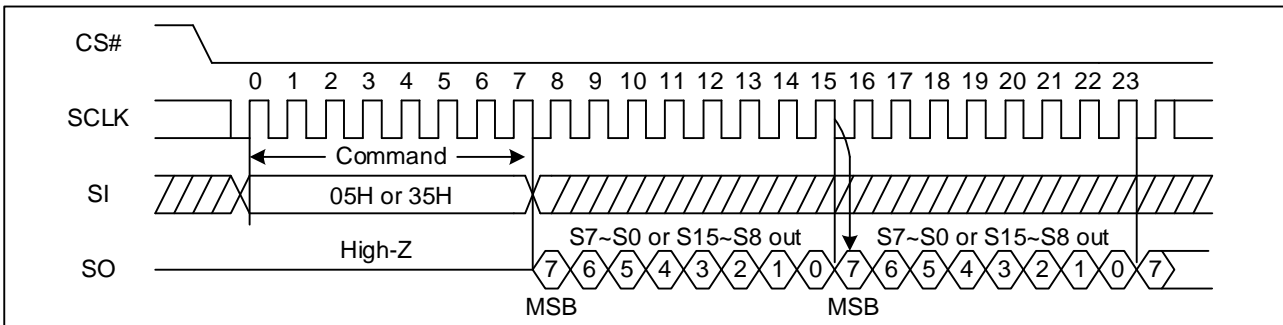 CS#
0 1 2 3 4 5 6 7 8 9 10 11 12 13 14 15 16 17 18 19 20 21 22 23
SCLK
Command
SI
05H or 35H
High-Z
S7~S0 or S15~S8 out
S7~S0 or S15~S8 out
SO
7 6 5 4 3 2 1 0 7 6 5 4 3 2 1 0 7
MSB
MSB